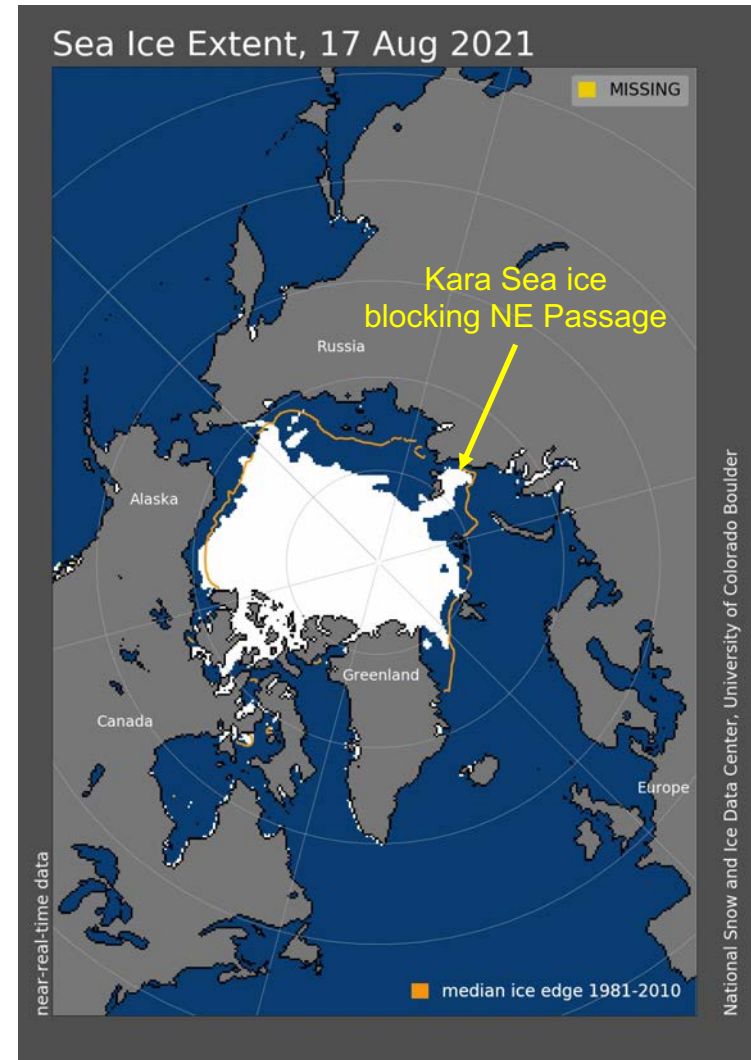 Sea Ice Extent, 17 Aug 2021
MISSING
Kara Sea ice
blocking NE Passage
Russia
Alaska
Greenland
Canada
Europe
median ice edge 1981-2010
near-real-time data
National Snow and Ice Data Center, University of Colorado Boulder